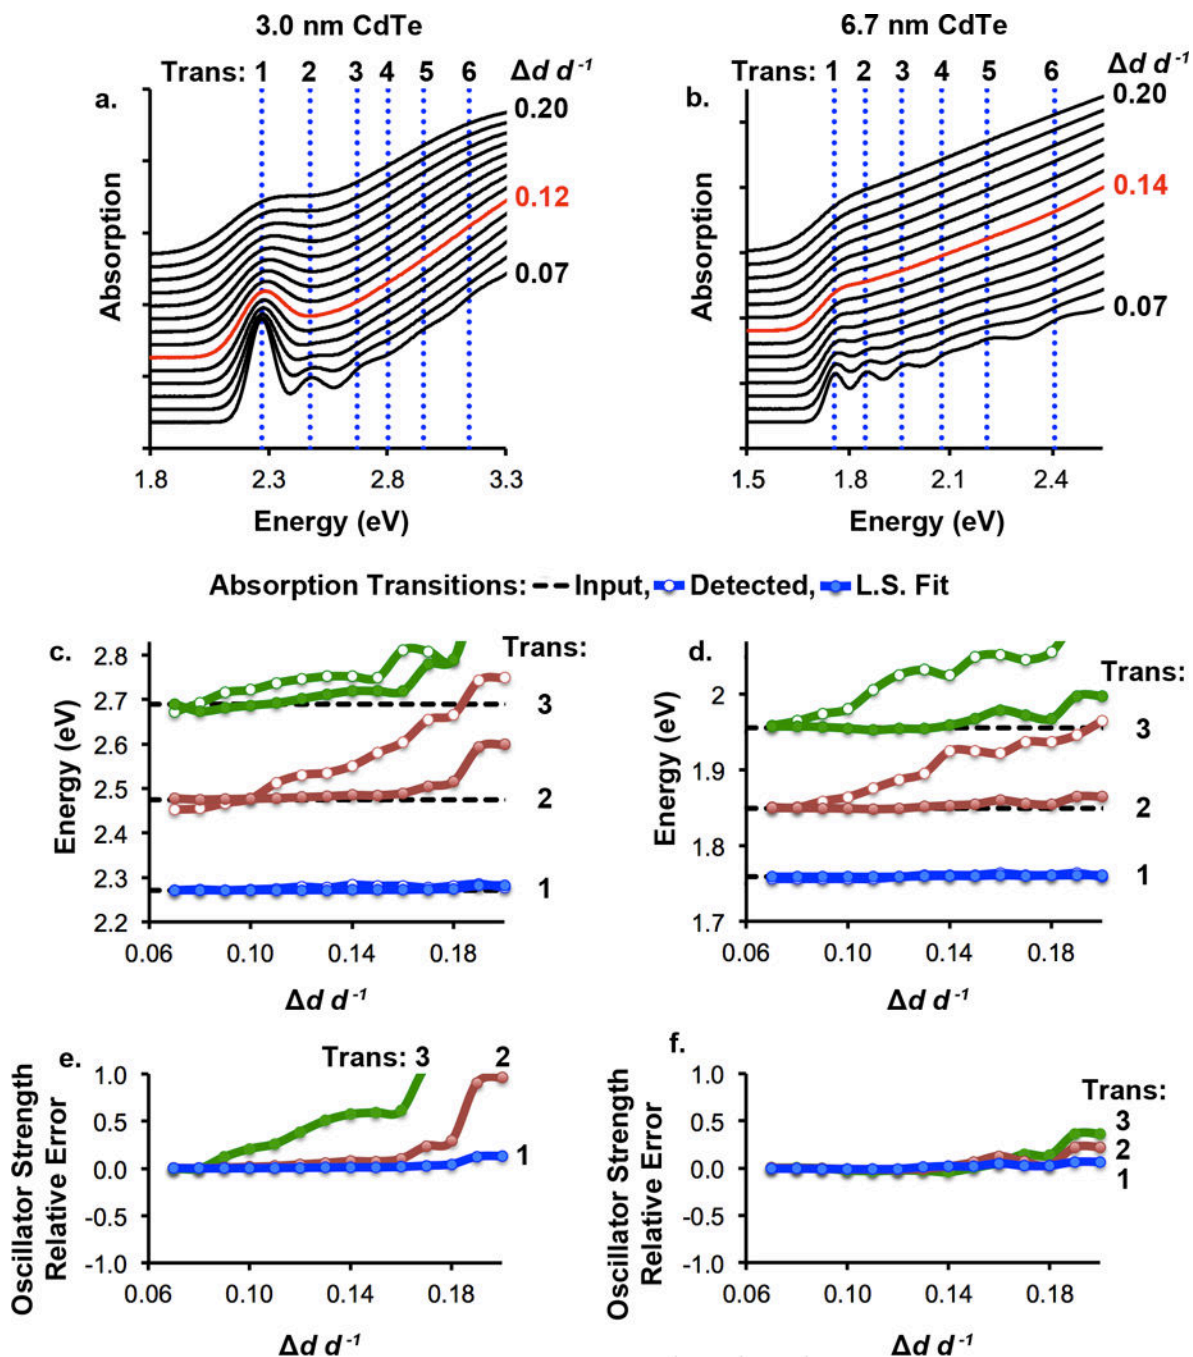 3.0 nm CdTe
6.7 nm CdTe
Trans: 1 2 3 4 5 6 Δd d⁻¹
Trans: 1 2 3 4 5 6 Δd d⁻¹
a.
0.20
b.
0.20
0.12
0.14
0.07
0.07
Absorption
Absorption
1.8 2.3 2.8 3.3
1.5 1.8 2.1 2.4
Energy (eV)
Energy (eV)
Absorption Transitions: Input, Detected, L.S. Fit
c.
Trans:
2.8
2.7
2.6
2.5
2.4
2.3
2.2
3
2
1
Energy (eV)
0.06 0.10 0.14 0.18
Δd d⁻¹
d.
Trans:
2
1.9
1.8
1.7
3
2
1
Energy (eV)
0.06 0.10 0.14 0.18
Δd d⁻¹
e.
Trans: 3 2
1.0
0.5
0.0
-0.5
-1.0
1
Oscillator Strength
Relative Error
0.06 0.10 0.14 0.18
Δd d⁻¹
f.
Trans:
1.0
0.5
0.0
-0.5
-1.0
3
2
1
Oscillator Strength
Relative Error
0.06 0.10 0.14 0.18
Δd d⁻¹